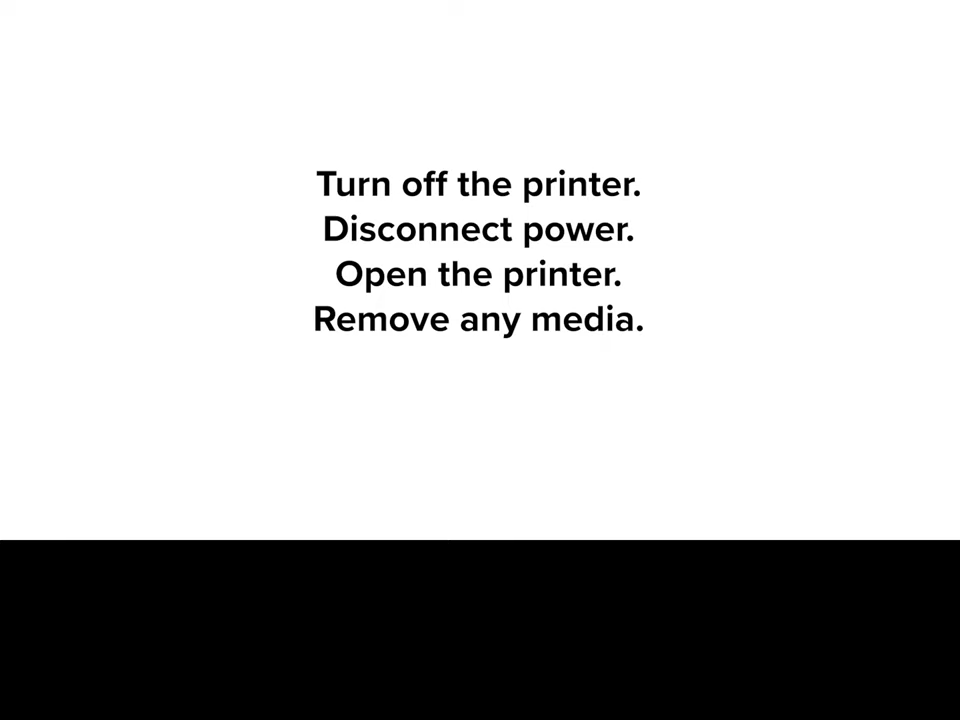 Turn off the printer.
Disconnect power.
Open the printer.
Remove any media.